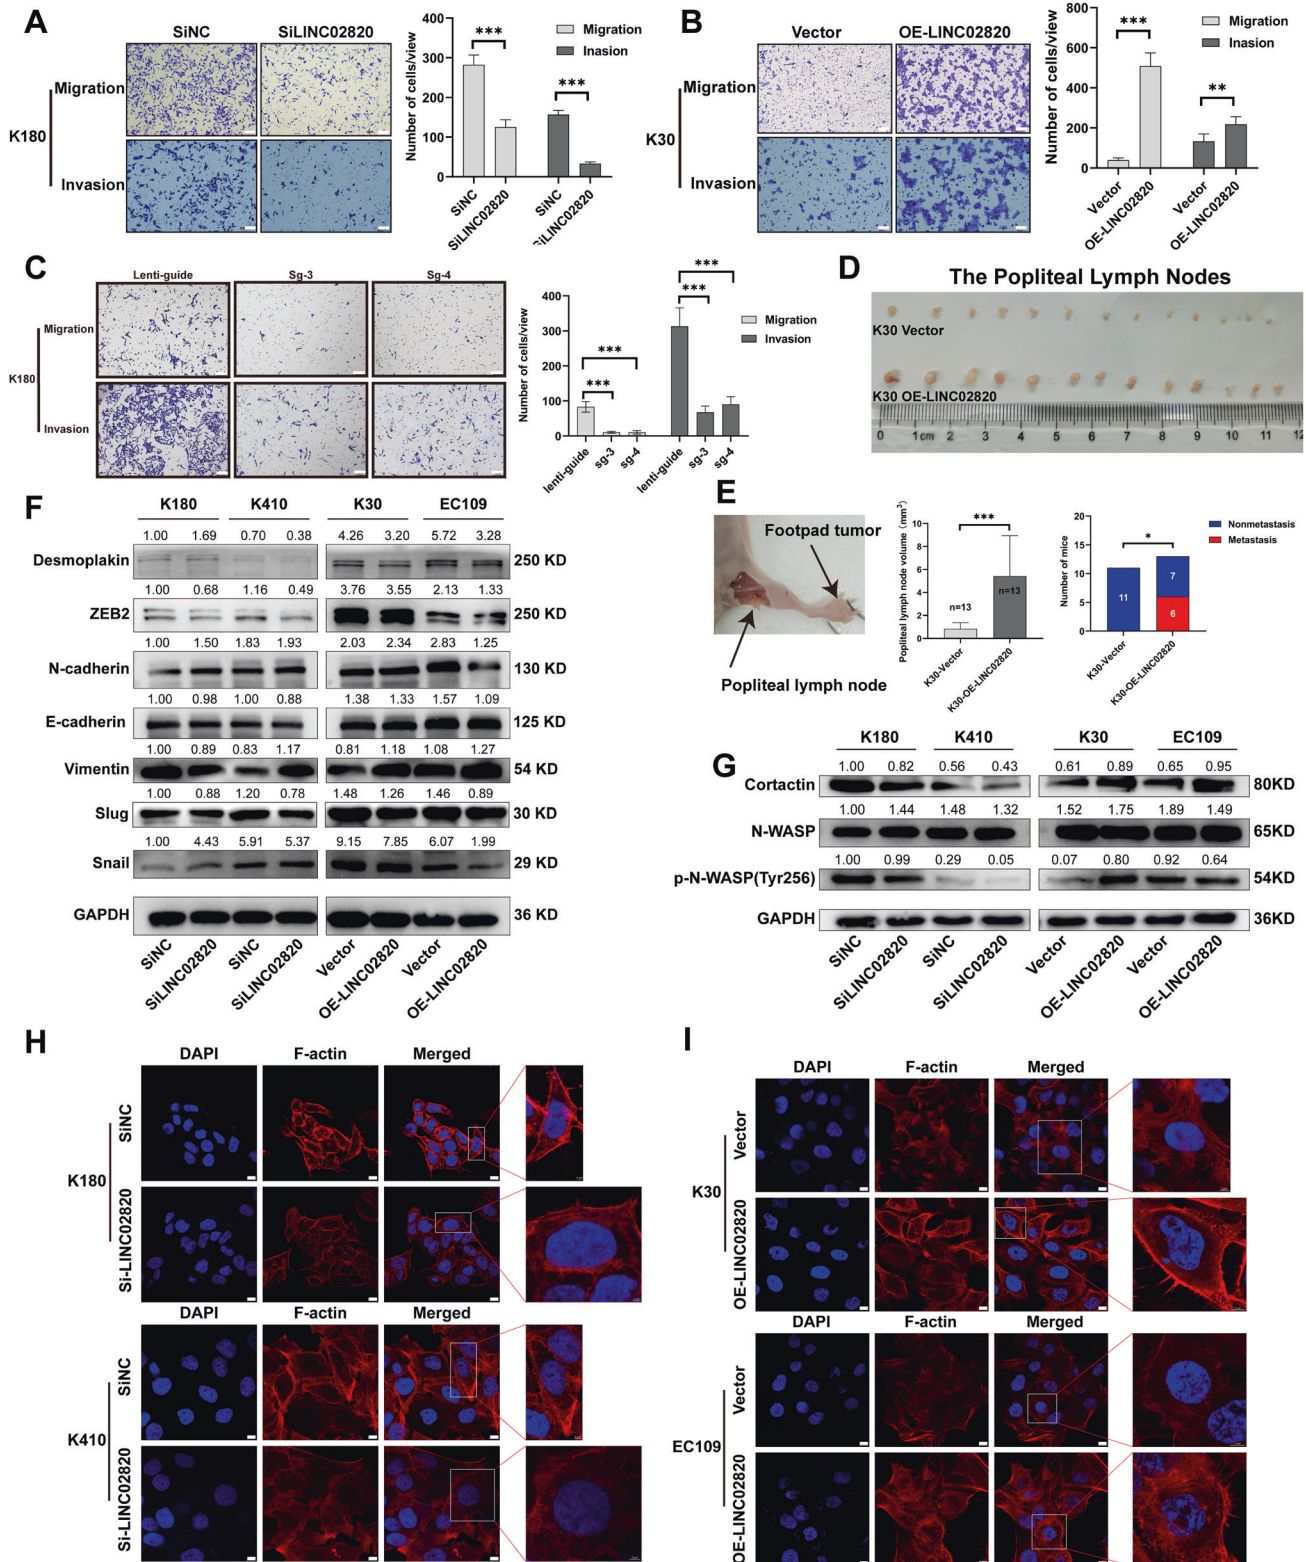 A
SiNC SiLINC02820
Migration
K180
Invasion
Number of cells/view
400
300
200
100
0
***
***
Migration
Inasion
SiNC
SiLINC02820
SiNC
SiLINC02820
B
Vector OE-LINC02820
Migration
K30
Invasion
Number of cells/view
800
600
400
200
0
***
**
Migration
Inasion
Vector
OE-LINC02820
Vector
OE-LINC02820
C
Lenti-guide Sg-3 Sg-4
Migration
K180
Invasion
Number of cells/view
400
300
200
100
0
***
***
***
***
Migration
Invasion
lenti-guide
sg-3
sg-4
lenti-guide
sg-3
sg-4
D
The Popliteal Lymph Nodes
K30 Vector
K30 OE-LINC02820
0 1cm 2 3 4 5 6 7 8 9 10 11 12
E
Footpad tumor
Popliteal lymph node
Popliteal lymph node volume (mm³)
10
8
6
4
2
0
***
n=13
n=13
K30-Vector
K30-OE-LINC02820
Number of mice
20
15
10
5
0
*
11
7
6
Nonmetastasis
Metastasis
K30-Vector
K30-OE-LINC02820
F
K180 K410 K30 EC109
1.00 1.69 0.70 0.38 4.26 3.20 5.72 3.28
Desmoplakin 250 KD
1.00 0.68 1.16 0.49 3.76 3.55 2.13 1.33
ZEB2 250 KD
1.00 1.50 1.83 1.93 2.03 2.34 2.83 1.25
N-cadherin 130 KD
1.00 0.98 1.00 0.88 1.38 1.33 1.57 1.09
E-cadherin 125 KD
1.00 0.89 0.83 1.17 0.81 1.18 1.08 1.27
Vimentin 54 KD
1.00 0.88 1.20 0.78 1.48 1.26 1.46 0.89
Slug 30 KD
1.00 4.43 5.91 5.37 9.15 7.85 6.07 1.99
Snail 29 KD
GAPDH 36 KD
SiNC
SiLINC02820
SiNC
SiLINC02820
Vector
OE-LINC02820
Vector
OE-LINC02820
G
K180 K410 K30 EC109
1.00 0.82 0.56 0.43 0.61 0.89 0.65 0.95
Cortactin 80KD
1.00 1.44 1.48 1.32 1.52 1.75 1.89 1.49
N-WASP 65KD
1.00 0.99 0.29 0.05 0.07 0.80 0.92 0.64
p-N-WASP(Tyr256) 54KD
GAPDH 36KD
SiNC
SiLINC02820
SiNC
SiLINC02820
Vector
OE-LINC02820
Vector
OE-LINC02820
H
DAPI F-actin Merged
K180
SiNC
Si-LINC02820
DAPI F-actin Merged
K410
SiNC
Si-LINC02820
I
DAPI F-actin Merged
K30
Vector
OE-LINC02820
DAPI F-actin Merged
EC109
Vector
OE-LINC02820